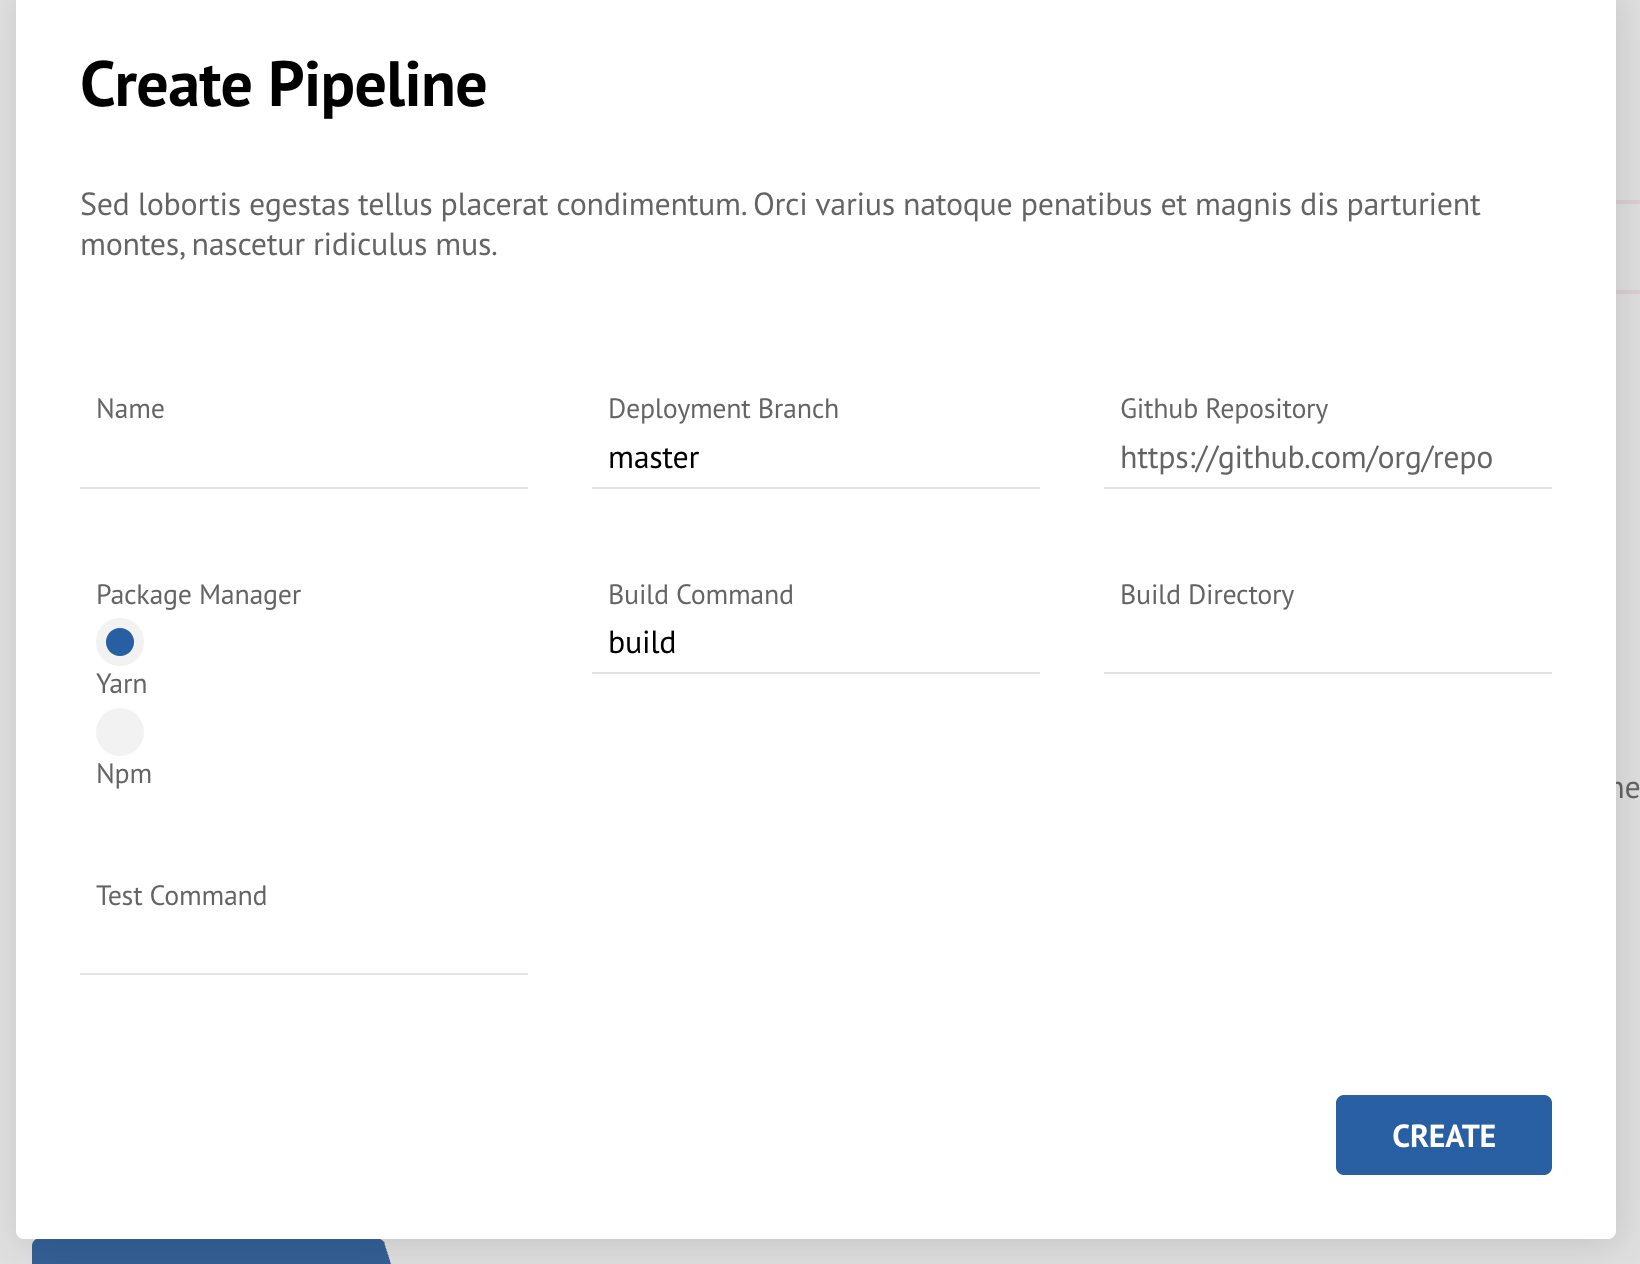 Create Pipeline
Sed lobortis egestas tellus placerat condimentum. Orci varius natoque penatibus et magnis dis parturient
montes, nascetur ridiculus mus.
Name
Deployment Branch
master
Github Repository
https://github.com/org/repo
Package Manager
Yarn
Npm
Build Command
build
Build Directory
Test Command
CREATE